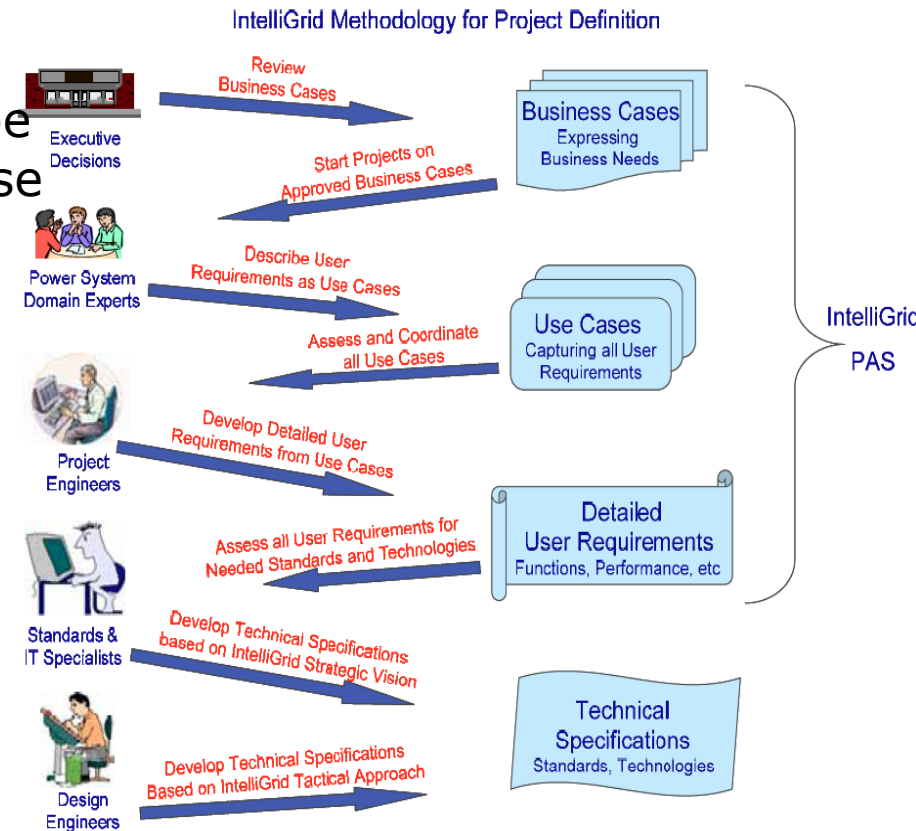 IntelliGrid Methodology for Project Definition
Review
Business Cases
Executive
Decisions
Business Cases
Expressing
Business Needs
Start Projects on
Approved Business Cases
se
Power System
Domain Experts
Describe User
Requirements as Use Cases
Use Cases
Capturing all User
Requirements
IntelliGrid
PAS
Assess and Coordinate
all Use Cases
Project
Engineers
Develop Detailed User
Requirements from Use Cases
Detailed
User Requirements
Functions, Performance, etc
Assess all User Requirements for
Needed Standards and Technologies
Standards &
IT Specialists
Develop Technical Specifications
based on IntelliGrid Strategic Vision
Technical
Specifications
Standards, Technologies
Design
Engineers
Develop Technical Specifications
Based on IntelliGrid Tactical Approach